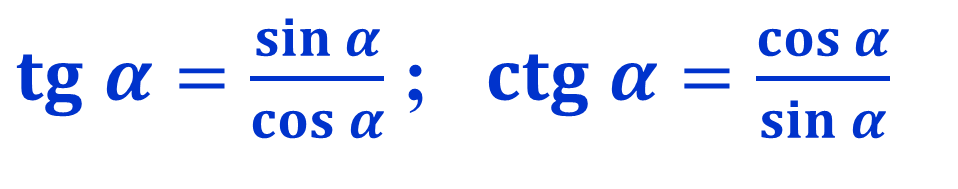 tg α = sin α / cos α ; ctg α = cos α / sin α